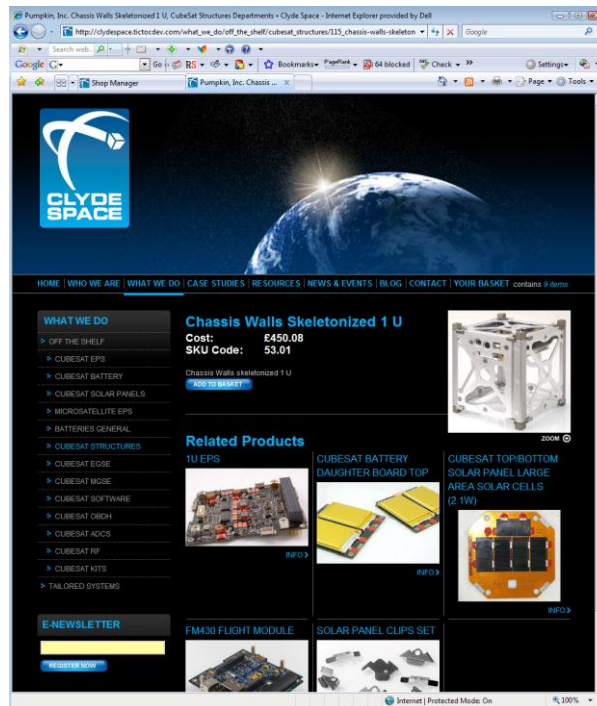 Pumpkin, Inc. Chassis Walls Skeletonized 1 U, CubeSat Structures Departments • Clyde Space - Internet Explorer provided by Dell
http://clydespace.tictocdev.com/what_we_do/off_the_shelf/cubesat_structures/115_chassis-walls-skeleton
Google
Search web..
Google
Go
RS
Bookmarks
PageRank
64 blocked
Check
Settings
Shop Manager
Pumpkin, Inc. Chassis ...
Page
Tools
CLYDE
SPACE
HOME | WHO WE ARE | WHAT WE DO | CASE STUDIES | RESOURCES | NEWS & EVENTS | BLOG | CONTACT | YOUR BASKET contains 9 items
WHAT WE DO
OFF THE SHELF
CUBESAT EPS
CUBESAT BATTERY
CUBESAT SOLAR PANELS
MICROSATELLITE EPS
BATTERIES GENERAL
CUBESAT STRUCTURES
CUBESAT EGSE
CUBESAT MGSE
CUBESAT SOFTWARE
CUBESAT OBDH
CUBESAT ADCS
CUBESAT RF
CUBESAT KITS
TAILORED SYSTEMS
E-NEWSLETTER
REGISTER NOW
Chassis Walls Skeletonized 1 U
Cost: £450.08
SKU Code: 53.01
Chassis Walls skeletonized 1 U
ADD TO BASKET
ZOOM
Related Products
1U EPS
INFO
CUBESAT BATTERY
DAUGHTER BOARD TOP
INFO
CUBESAT TOP/BOTTOM
SOLAR PANEL LARGE
AREA SOLAR CELLS
(2.1W)
INFO
FM430 FLIGHT MODULE
SOLAR PANEL CLIPS SET
Internet | Protected Mode: On
100%